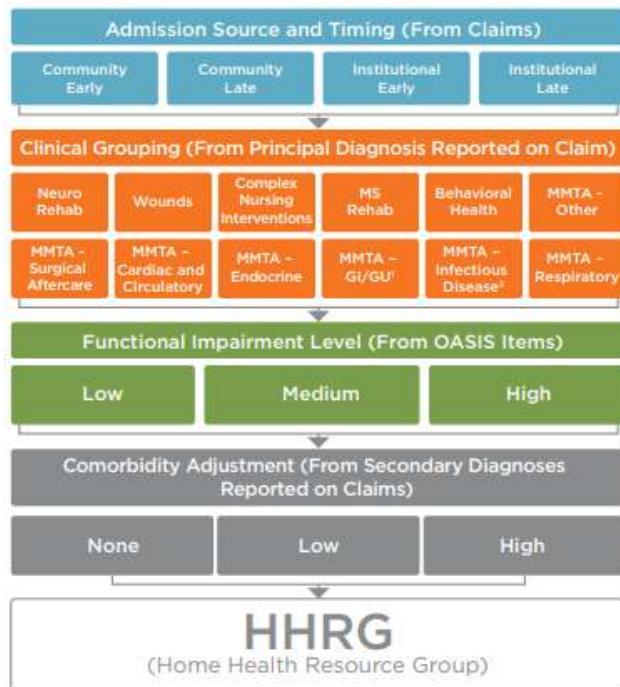 Admission Source and Timing (From Claims)
Community
Early
Community
Late
Institutional
Early
Institutional
Late
Clinical Grouping (From Principal Diagnosis Reported on Claim)
Neuro
Rehab
Wounds
Complex
Nursing
Interventions
MS
Rehab
Behavioral
Health
MMTA -
Other
MMTA -
Surgical
Aftercare
MMTA –
Cardiac and
Circulatory
MMTA –
Endocrine
MMTA –
GI/GU¹
MMTA –
Infectious
Disease²
MMTA –
Respiratory
Functional Impairment Level (From OASIS Items)
Low
Medium
High
Comorbidity Adjustment (From Secondary Diagnoses
Reported on Claims)
None
Low
High
HHRG
(Home Health Resource Group)